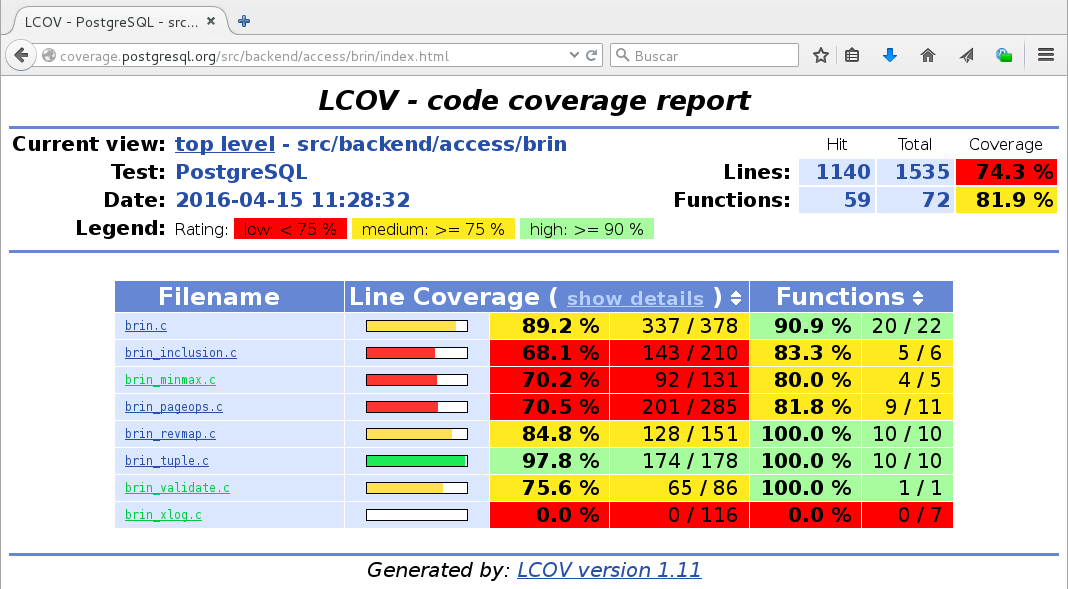 LCOV - PostgreSQL - src...
coverage.postgresql.org/src/backend/access/brin/index.html
Buscar
LCOV - code coverage report
Current view: top level - src/backend/access/brin Hit Total Coverage
Test: PostgreSQL Lines: 1140 1535 74.3 %
Date: 2016-04-15 11:28:32 Functions: 59 72 81.9 %
Legend: Rating: low: < 75 % medium: >= 75 % high: >= 90 %
Filename Line Coverage ( show details ) Functions
brin.c 89.2 % 337 / 378 90.9 % 20 / 22
brin_inclusion.c 68.1 % 143 / 210 83.3 % 5 / 6
brin_minmax.c 70.2 % 92 / 131 80.0 % 4 / 5
brin_pageops.c 70.5 % 201 / 285 81.8 % 9 / 11
brin_revmap.c 84.8 % 128 / 151 100.0 % 10 / 10
brin_tuple.c 97.8 % 174 / 178 100.0 % 10 / 10
brin_validate.c 75.6 % 65 / 86 100.0 % 1 / 1
brin_xlog.c 0.0 % 0 / 116 0.0 % 0 / 7
Generated by: LCOV version 1.11